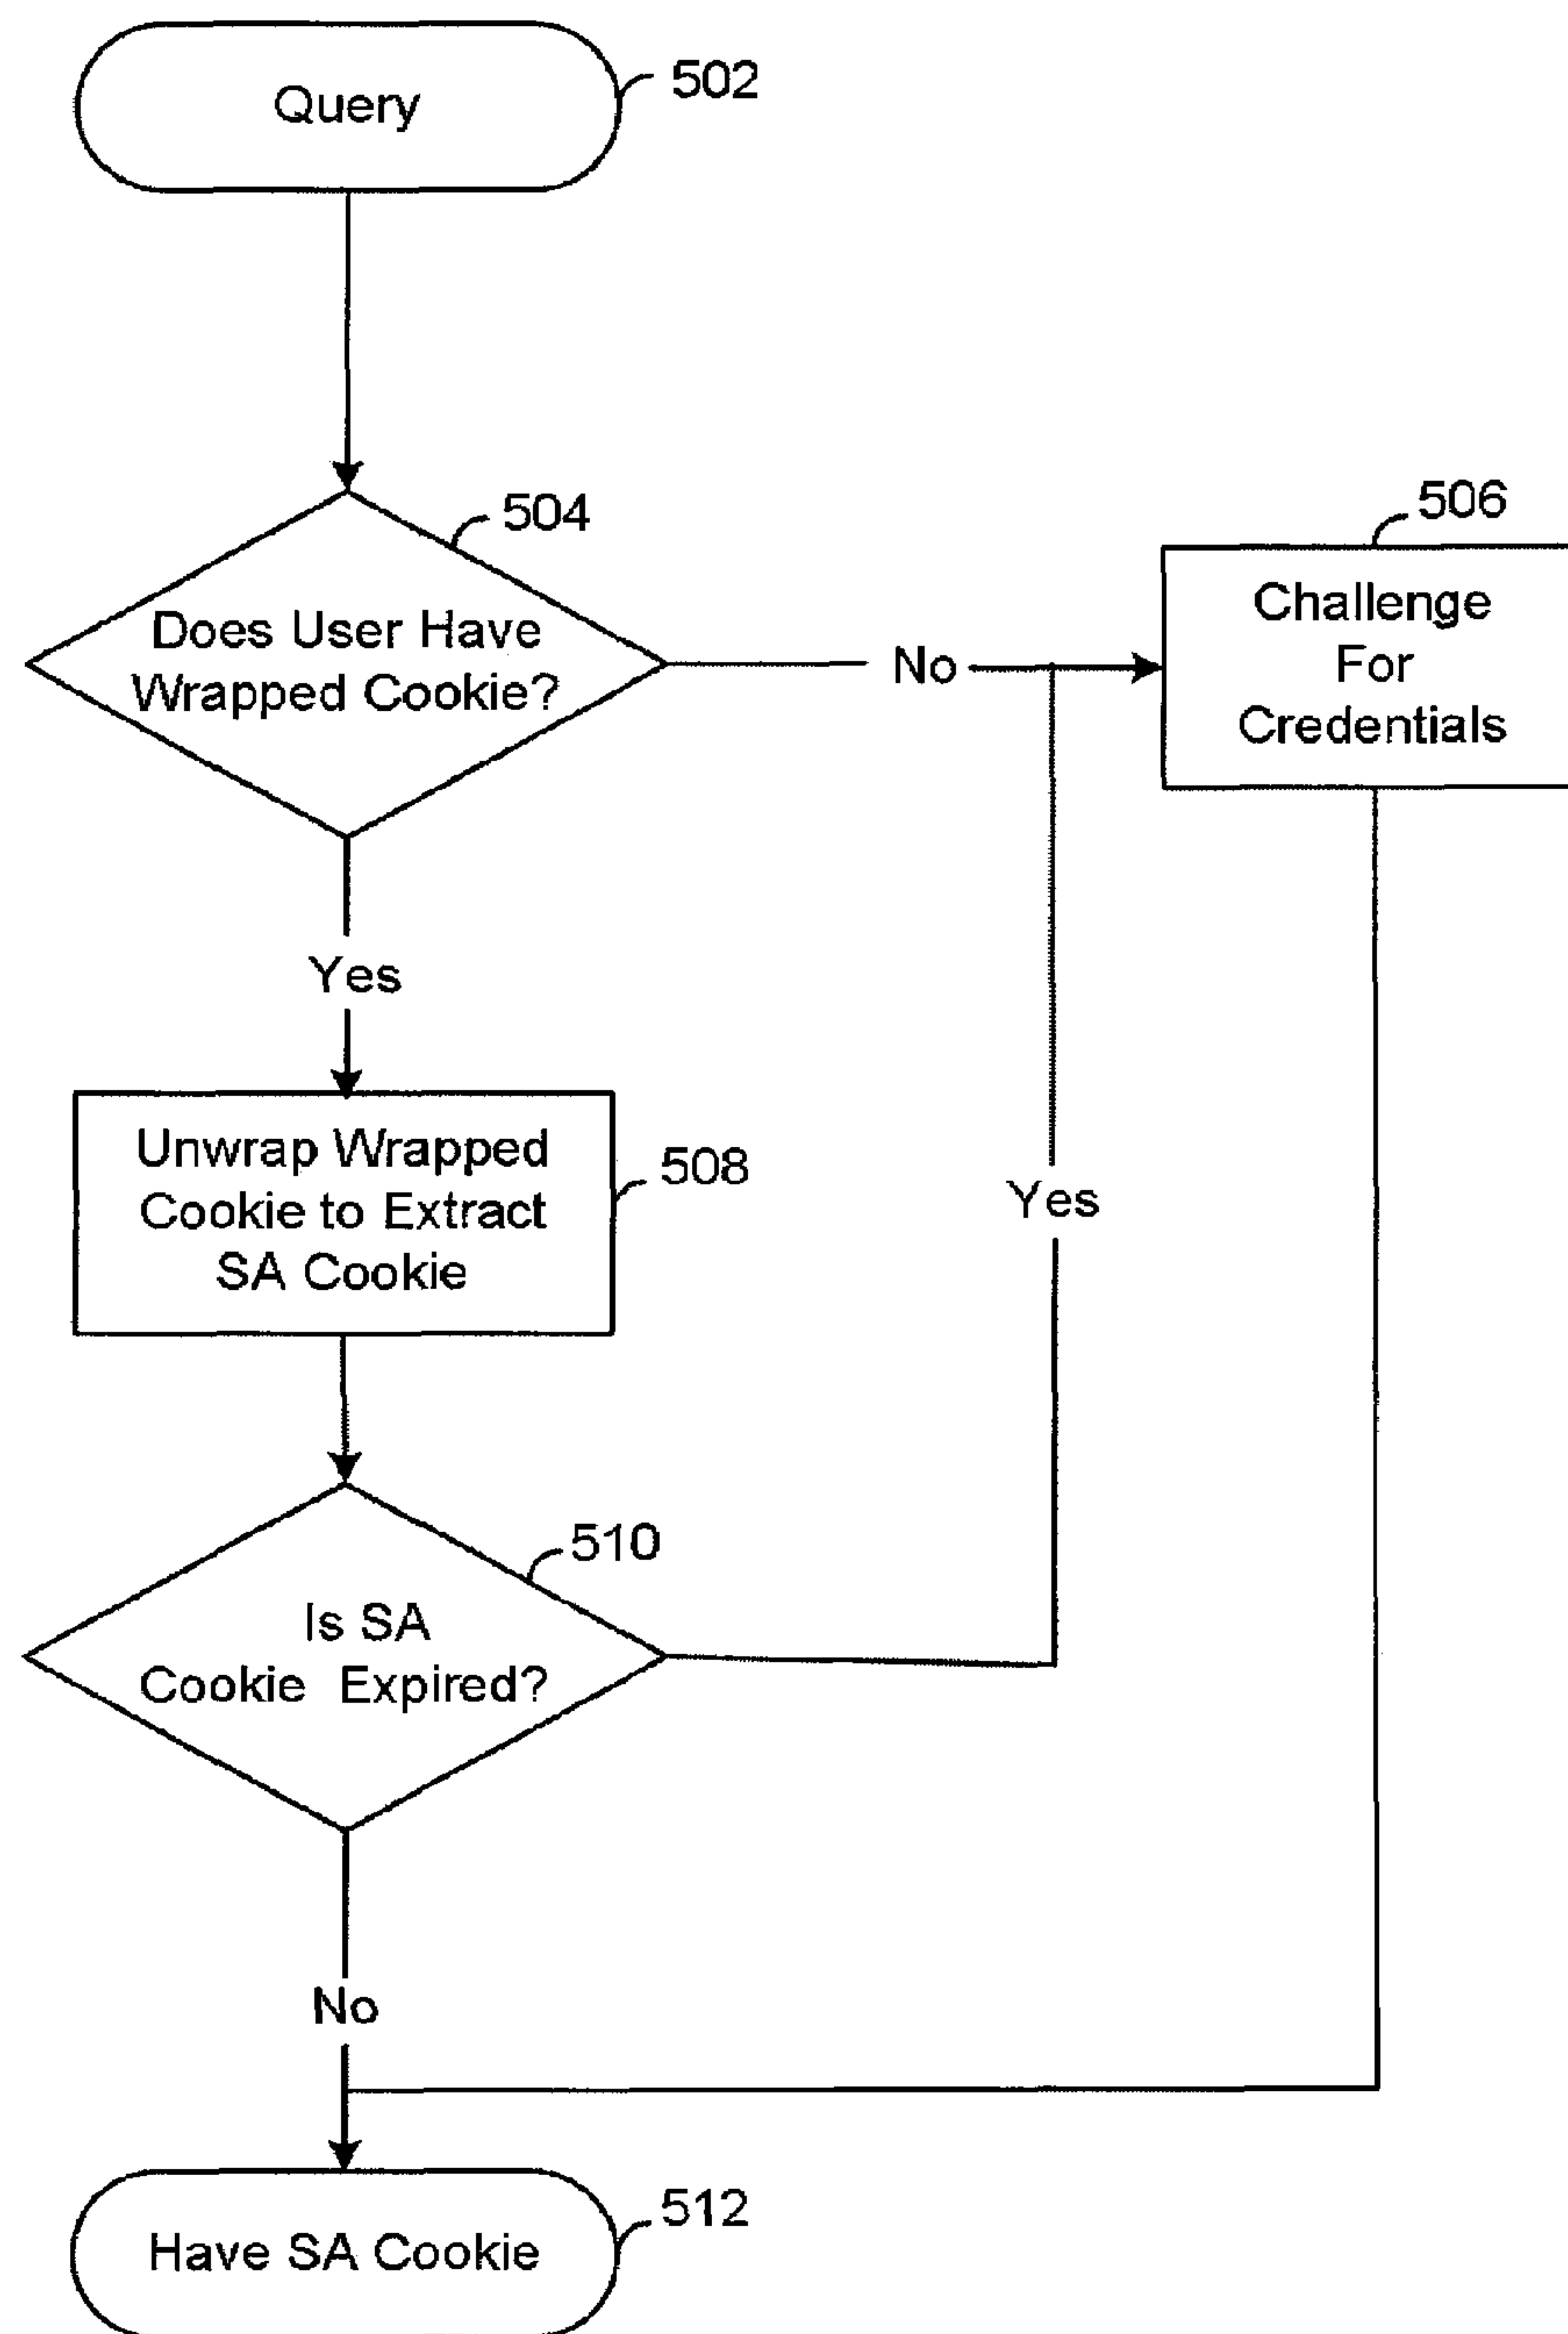 Query
502
504
Does User Have
Wrapped Cookie?
No
506
Challenge
For
Credentials
Yes
Unwrap Wrapped
Cookie to Extract
SA Cookie
508
Yes
510
Is SA
Cookie Expired?
No
Have SA Cookie
512